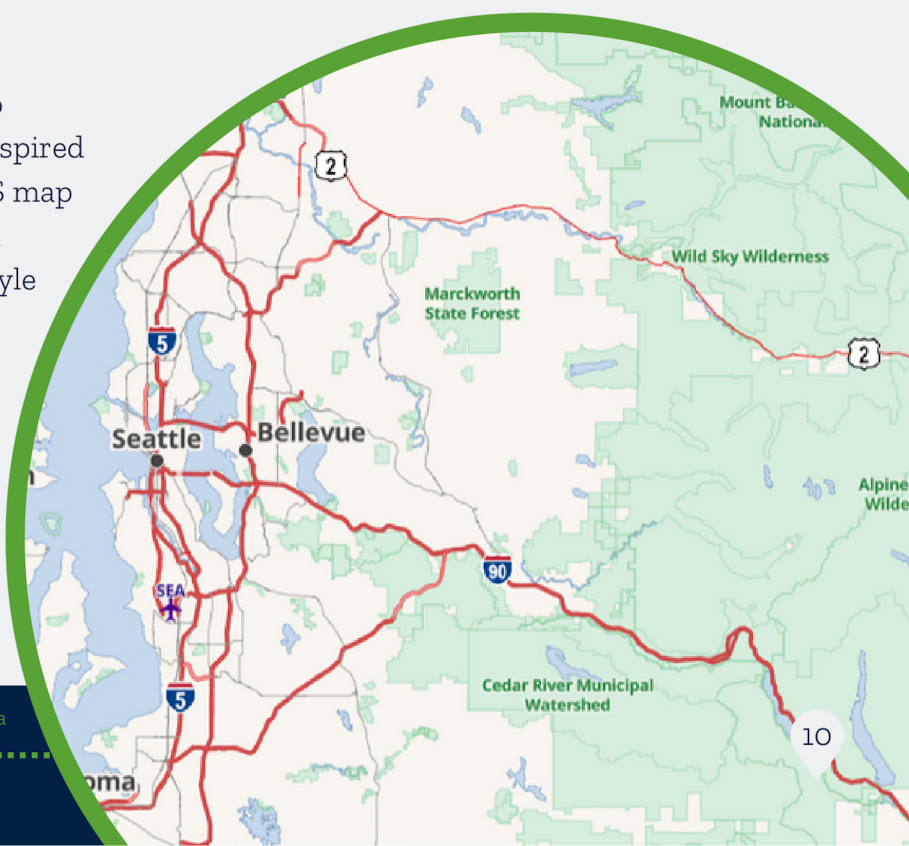 spired
map
yle
Mount Ba
Nationa
2
Wild Sky Wilderness
Marckworth
State Forest
5
2
Seattle
Bellevue
Alpine
Wilde
90
SEA
5
Cedar River Municipal
Watershed
10
oma
a